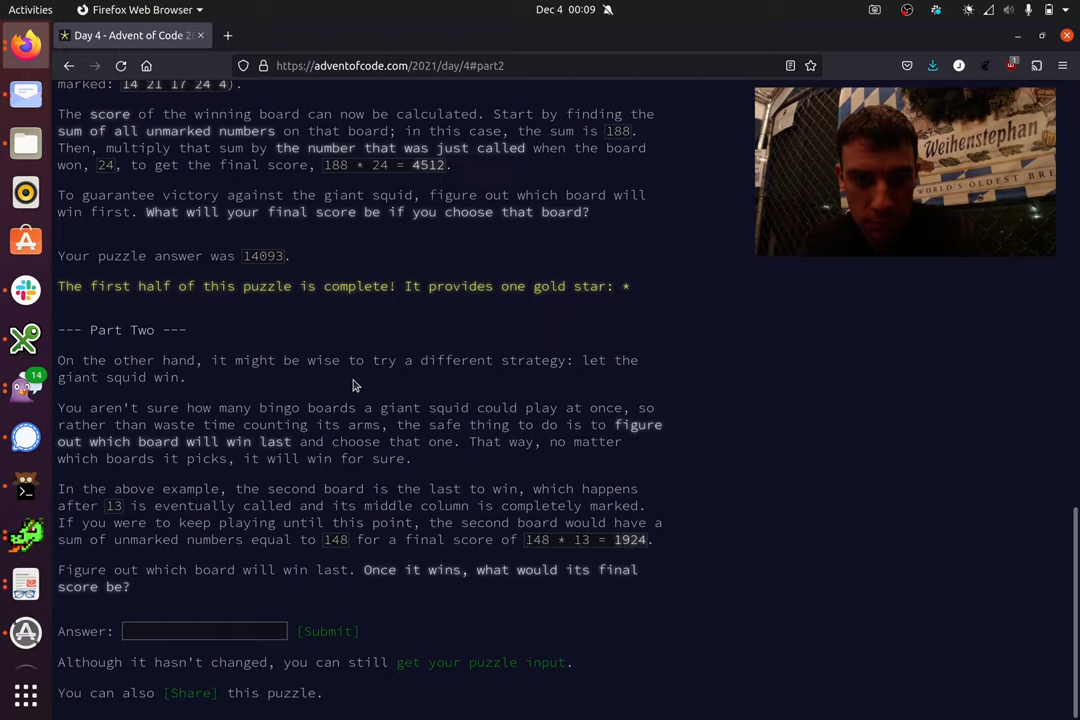 Activities
Firefox Web Browser
Dec 4 00:09
Day 4 - Advent of Code 20
https://adventofcode.com/2021/day/4#part2
marked: 14 21 17 24 4).
The score of the winning board can now be calculated. Start by finding the
sum of all unmarked numbers on that board; in this case, the sum is 188.
Then, multiply that sum by the number that was just called when the board
won, 24, to get the final score, 188 * 24 = 4512.
To guarantee victory against the giant squid, figure out which board will
win first. What will your final score be if you choose that board?
Your puzzle answer was 14093.
The first half of this puzzle is complete! It provides one gold star: *
--- Part Two ---
On the other hand, it might be wise to try a different strategy: let the
giant squid win.
You aren't sure how many bingo boards a giant squid could play at once, so
rather than waste time counting its arms, the safe thing to do is to figure
out which board will win last and choose that one. That way, no matter
which boards it picks, it will win for sure.
In the above example, the second board is the last to win, which happens
after 13 is eventually called and its middle column is completely marked.
If you were to keep playing until this point, the second board would have a
sum of unmarked numbers equal to 148 for a final score of 148 * 13 = 1924.
Figure out which board will win last. Once it wins, what would its final
score be?
Answer:
[Submit]
Although it hasn't changed, you can still get your puzzle input.
You can also [Share] this puzzle.
14
1
Weihenstephan
WORLD'S OLDEST BRE